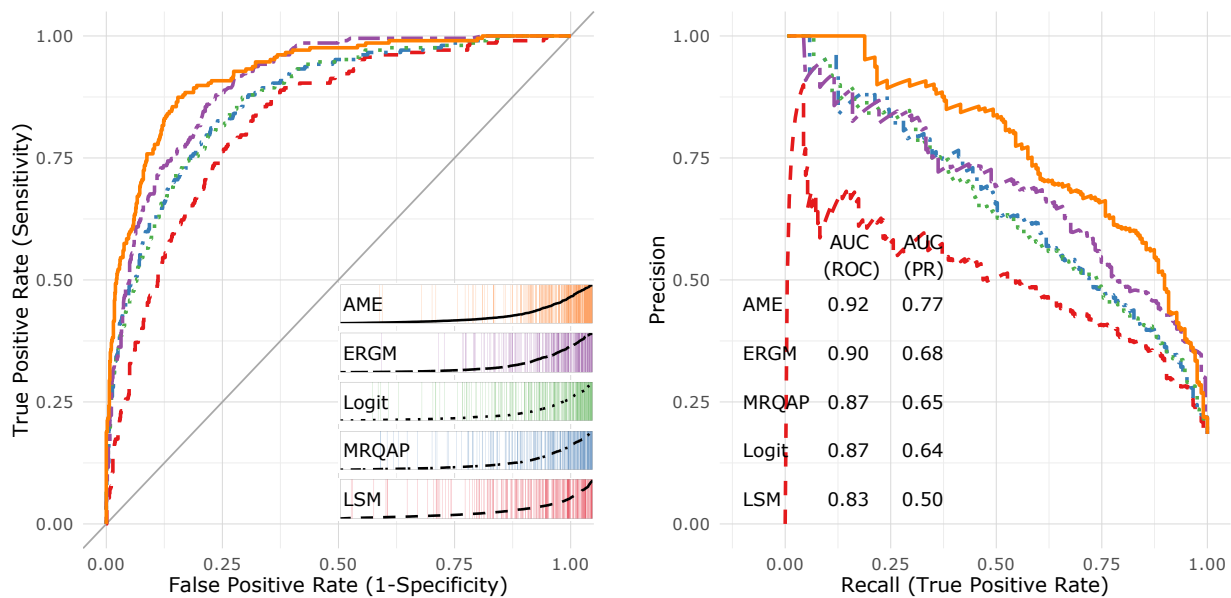 1.00
0.75
0.50
0.25
0.00
True Positive Rate (Sensitivity)
AME
ERGM
Logit
MRQAP
LSM
0.00 0.25 0.50 0.75 1.00
False Positive Rate (1-Specificity)
1.00
0.75
0.50
0.25
0.00
Precision
AUC AUC
(ROC) (PR)
AME 0.92 0.77
ERGM 0.90 0.68
MRQAP 0.87 0.65
Logit 0.87 0.64
LSM 0.83 0.50
0.00 0.25 0.50 0.75 1.00
Recall (True Positive Rate)